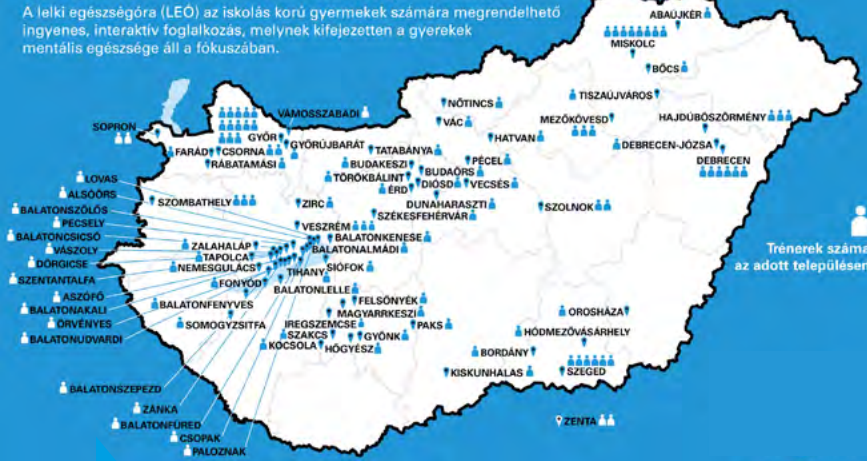 A lelki egészségóra (LEÓ) az iskolás korú gyermekek számára megrendelhető
ingyenes, interaktív foglalkozás, melynek kifejezetten a gyerekek
mentális egészsége áll a fókuszában.
ABAÚJKÉR
MISKOLC
BŐCS
NŐTINCS
TISZAÚJVÁROS
VÁMOSSZABADI
VÁC
MEZŐKÖVESD
HAJDÚBÖSZÖRMÉNY
SOPRON
GYŐR
HATVAN
FARÁD
CSORNA
GYŐRÚJBARÁT
TATABÁNYA
DEBRECEN-JÓZSA
RÁBATAMÁSI
BUDAKESZI
PÉCEL
DEBRECEN
TÖRÖKBÁLINT
BUDAÖRS
LOVAS
ÉRD
DIÓSD
VECSÉS
ALSÓÖRS
SZOMBATHELY
ZIRC
DUNAHARASZTI
SZOLNOK
BALATONSZŐLŐS
SZÉKESFEHÉRVÁR
PÉCSELY
VESZRÉM
BALATONCSICSÓ
ZALAHALÁP
BALATONKENESE
VÁSZOLY
TAPOLCA
BALATONALMÁDI
Trénerek száma
DÖRGICSE
NEMESGULÁCS
TIHANY
SIÓFOK
az adott településen
SZENTANTALFA
FONYÓD
BALATONLELLE
ASZÓFŐ
BALATONAKALI
BALATONFENYVES
FELSŐNYÉK
MAGYARRKESZI
OROSHÁZA
ÖRVÉNYES
SOMOGYZSITFA
IREGSZEMCSE
PAKS
HÓDMEZŐVÁSÁRHELY
BALATONUDVARDI
SZAKCS
GYÖNK
KOCSOLA
HŐGYÉSZ
BORDÁNY
KISKUNHALAS
SZEGED
BALATONSZEPEZD
ZÁNKA
BALATONFÜRED
ZENTA
CSOPAK
PALOZNAK